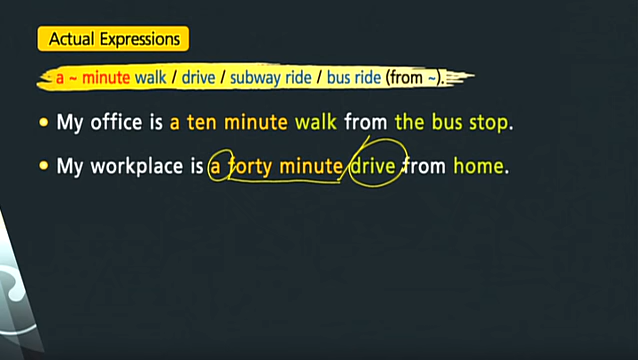 Actual Expressions
a ~ minute walk / drive / subway ride / bus ride (from ~).
My office is a ten minute walk from the bus stop.
My workplace is a forty minute drive from home.